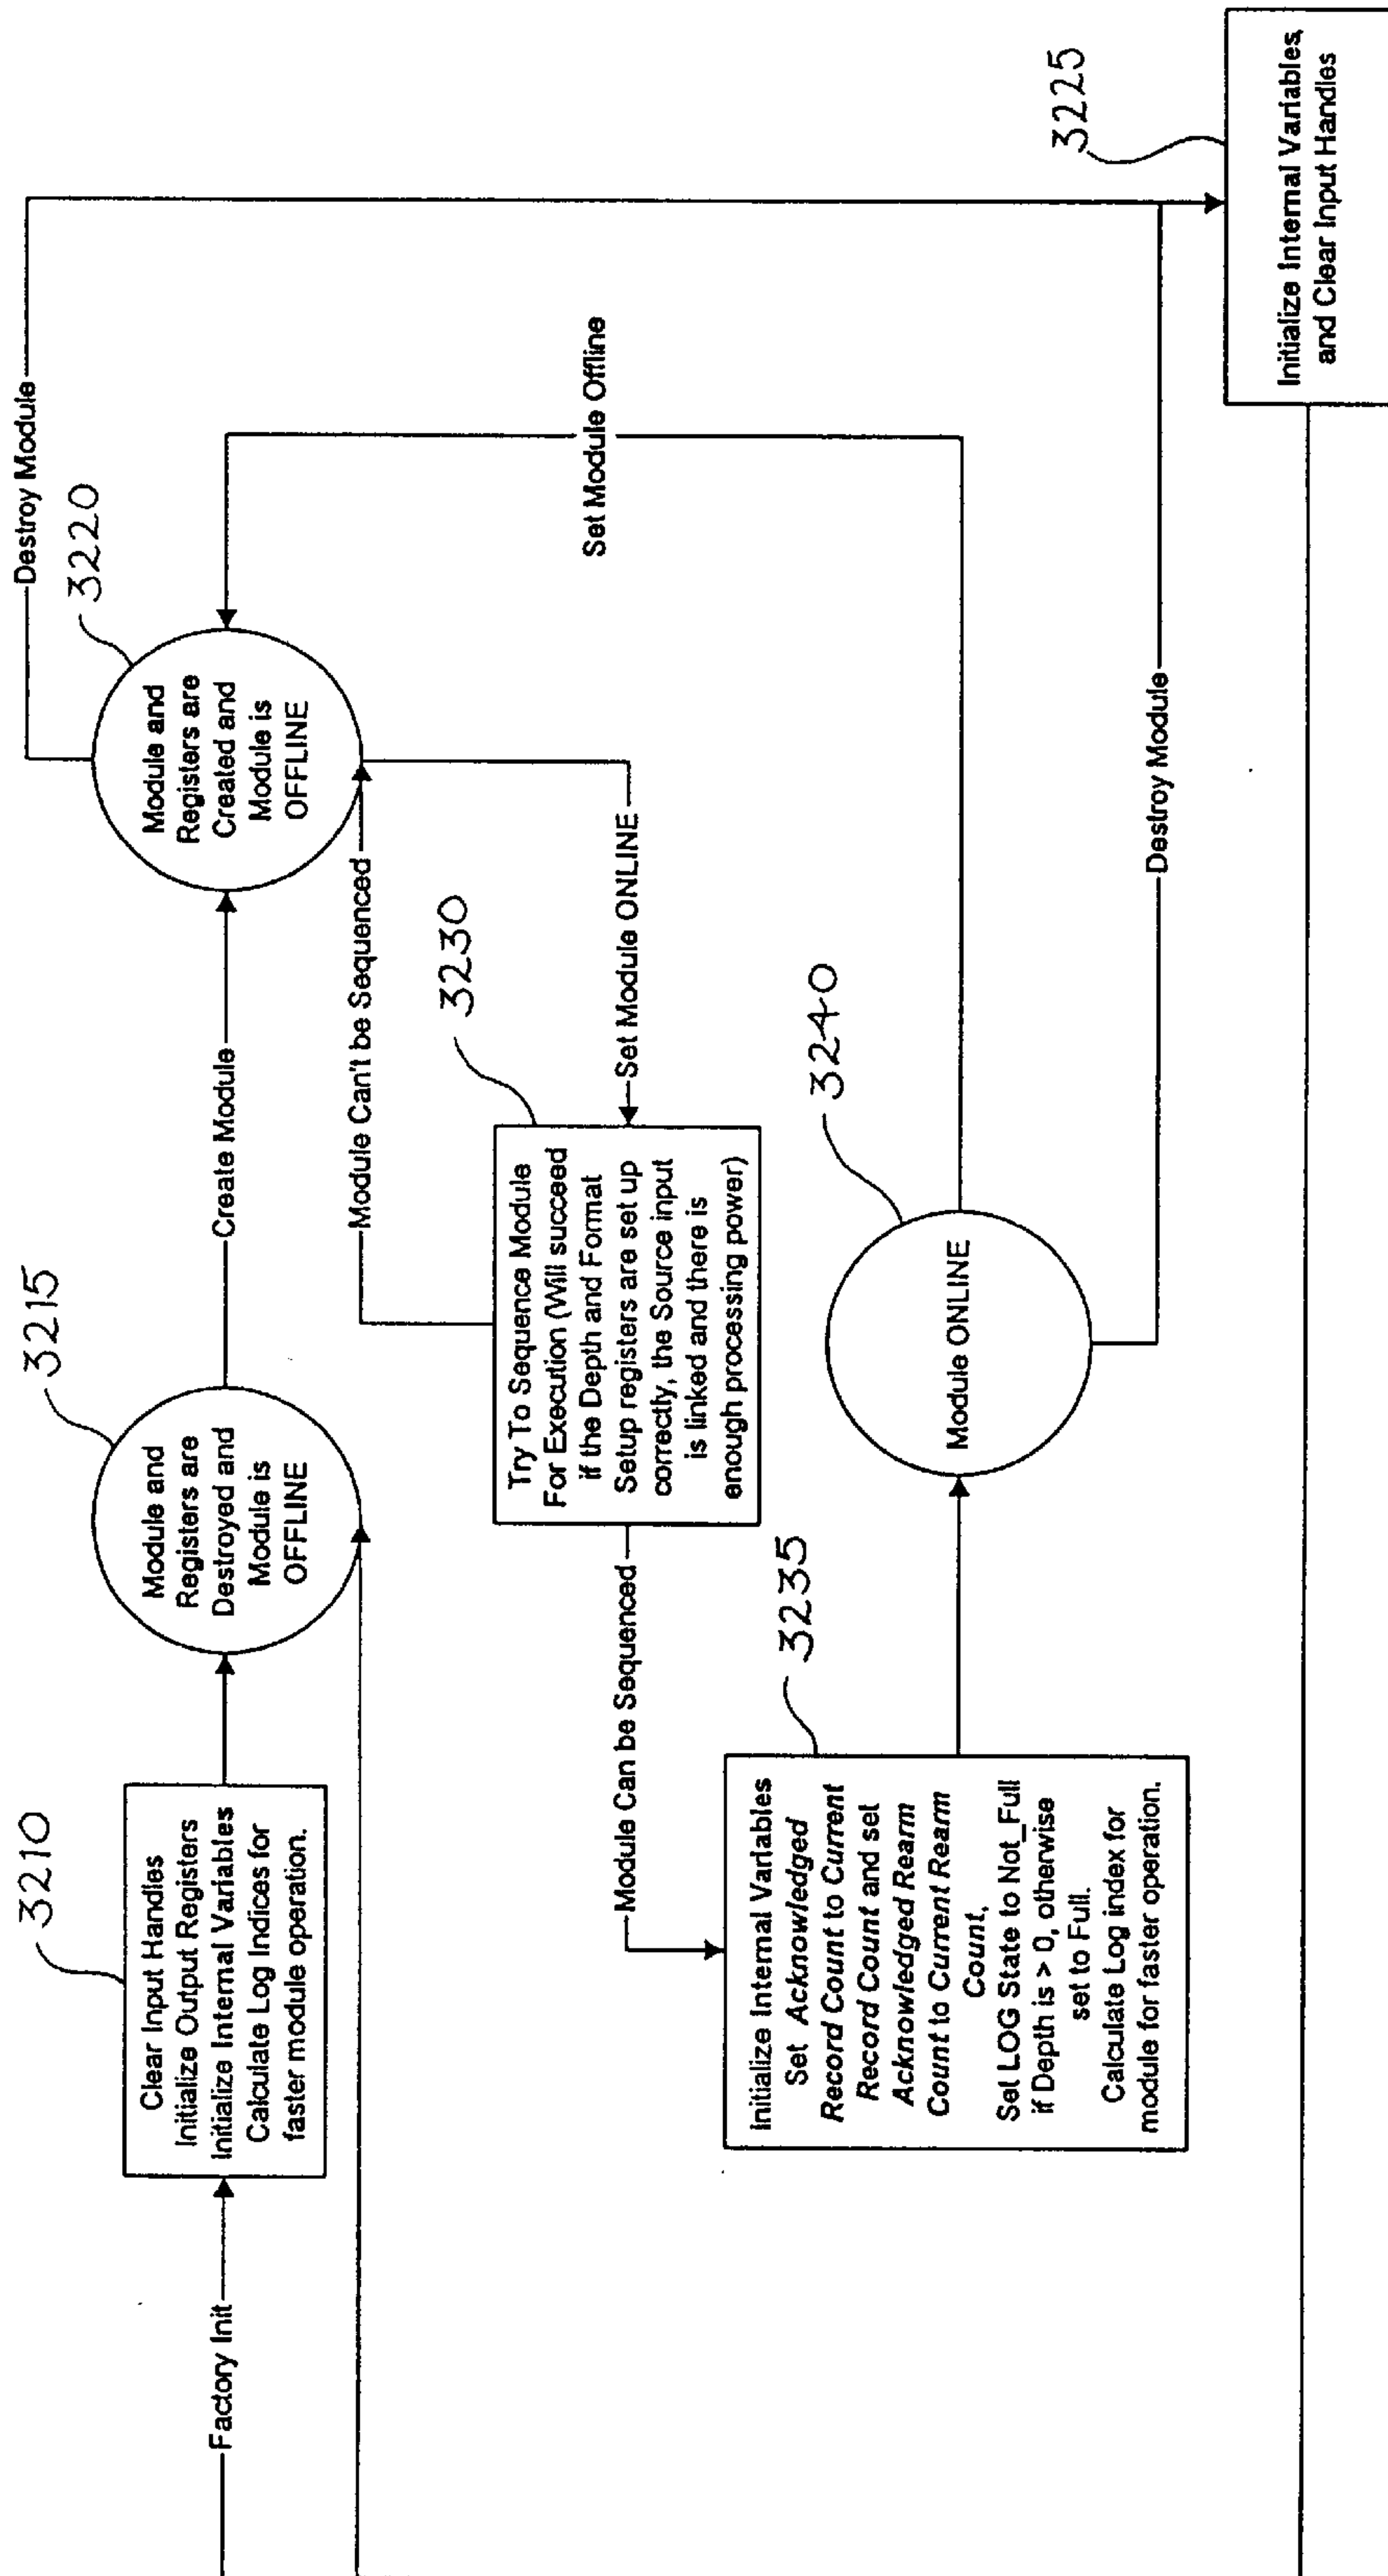 Factory Init
3210
Clear Input Handles
Initialize Output Registers
Initialize Internal Variables
Calculate Log Indices for
faster module operation.
3215
Module and
Registers are
Destroyed and
Module is
OFFLINE
Create Module
3220
Module and
Registers are
Created and
Module is
OFFLINE
Destroy Module
Module Can't be Sequenced
3230
Set Module ONLINE
Try To Sequence Module
For Execution (Will succeed
if the Depth and Format
Setup registers are set up
correctly, the Source input
is linked and there is
enough processing power)
Set Module Offline
Module Can be Sequenced
3235
Initialize Internal Variables
Set Acknowledged
Record Count to Current
Record Count and set
Acknowledged Rearm
Count to Current Rearm
Count,
Set LOG State to Not_Full
if Depth is > 0, otherwise
set to Full.
Calculate Log index for
module for faster operation.
3240
Module ONLINE
Destroy Module
3225
Initialize Internal Variables,
and Clear Input Handles